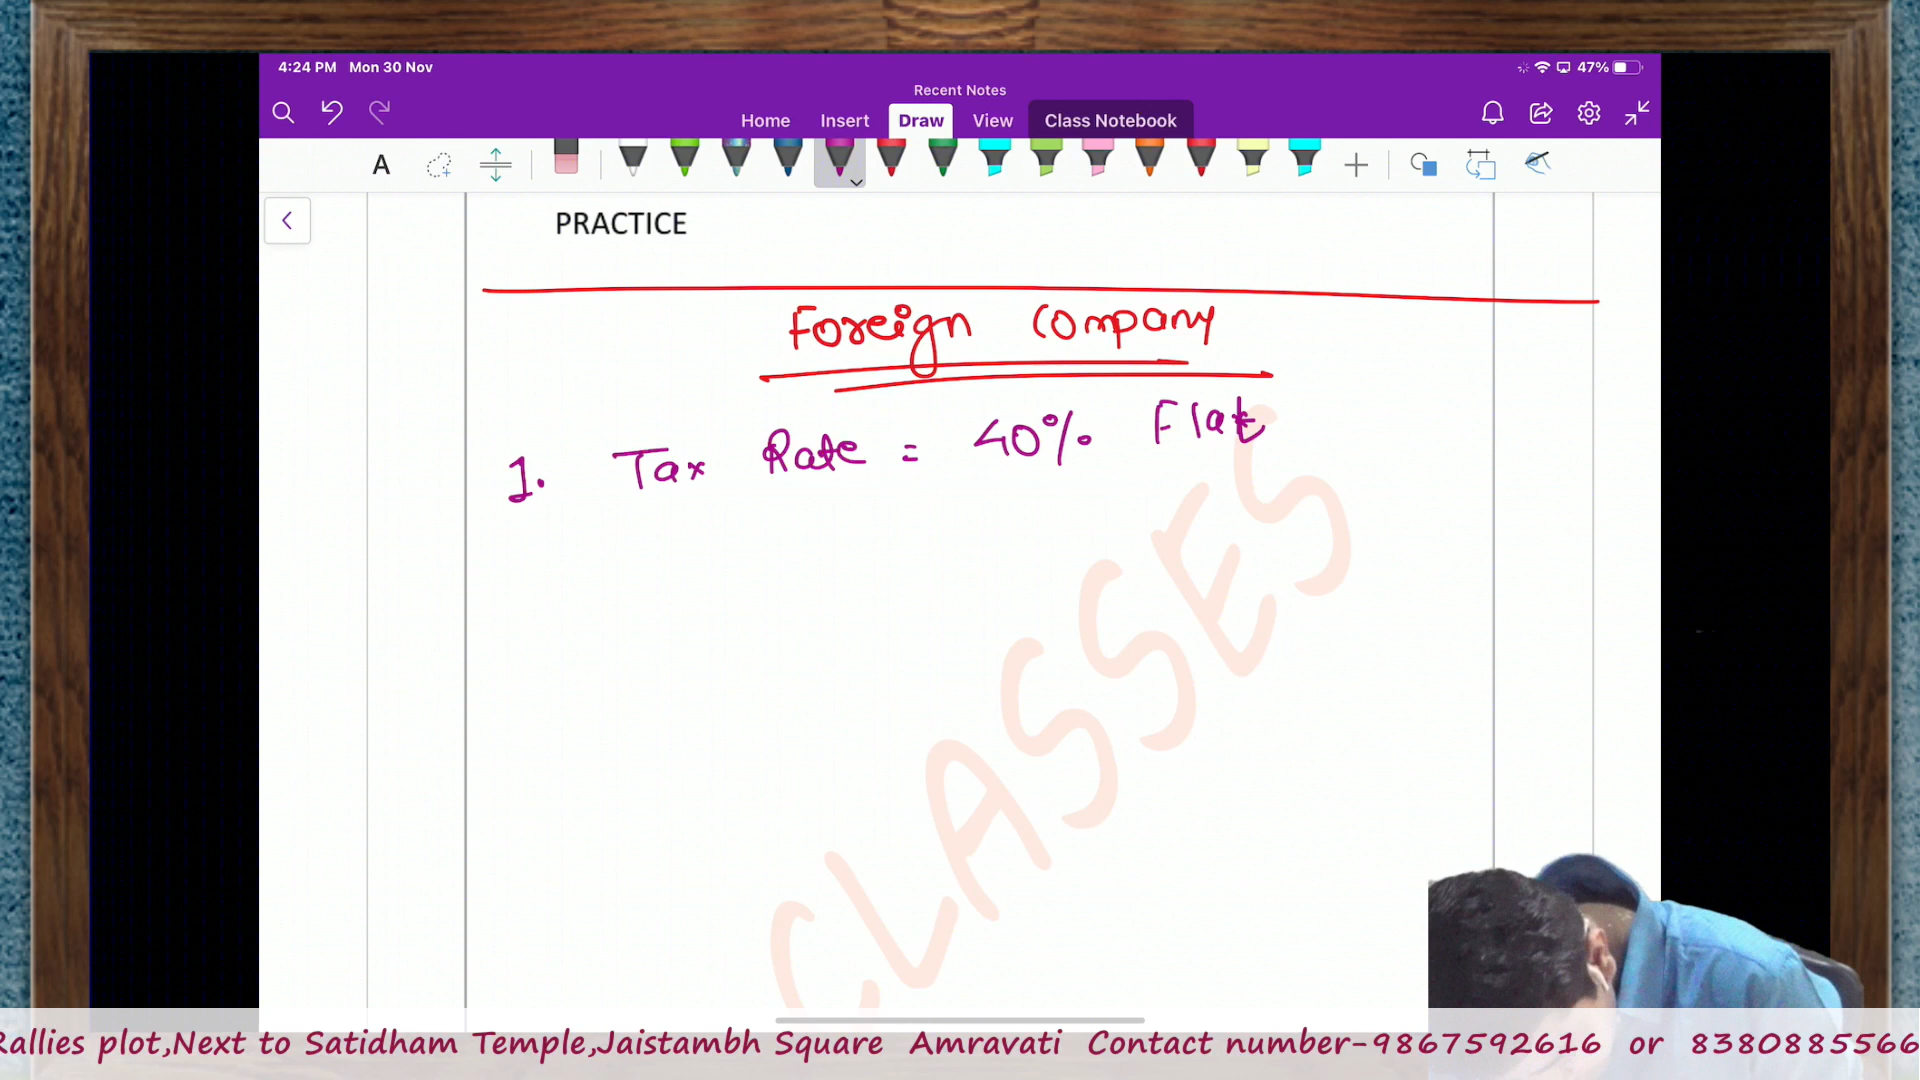 4:24 PM Mon 30 Nov
47%
Recent Notes
Home Insert Draw View Class Notebook
A
PRACTICE
Foreign Company
1. Tax Rate = 40% Flat
CLASSES
Rallies plot,Next to Satidham Temple,Jaistambh Square Amravati Contact number-9867592616 or 8380885566